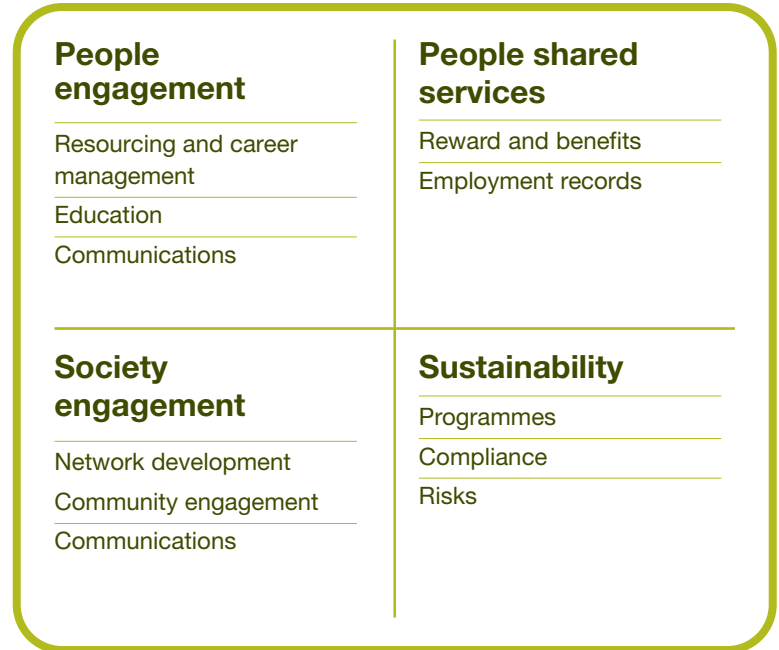 People
engagement
Resourcing and career
management
Education
Communications
People shared
services
Reward and benefits
Employment records
Society
engagement
Network development
Community engagement
Communications
Sustainability
Programmes
Compliance
Risks